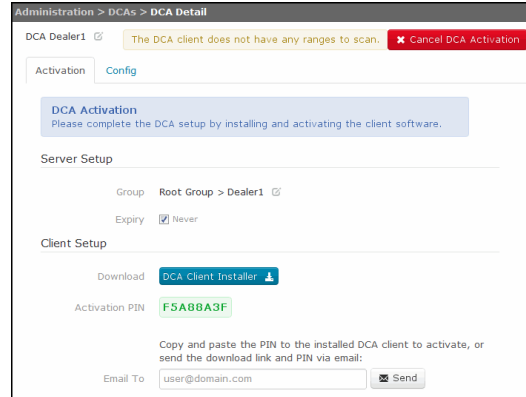 Administration > DCAs > DCA Detail
DCA Dealer1
The DCA client does not have any ranges to scan.
Cancel DCA Activation
Activation Config
DCA Activation
Please complete the DCA setup by installing and activating the client software.
Server Setup
Group Root Group > Dealer1
Expiry Never
Client Setup
Download DCA Client Installer
Activation PIN F5A88A3F
Copy and paste the PIN to the installed DCA client to activate, or
send the download link and PIN via email:
Email To user@domain.com Send